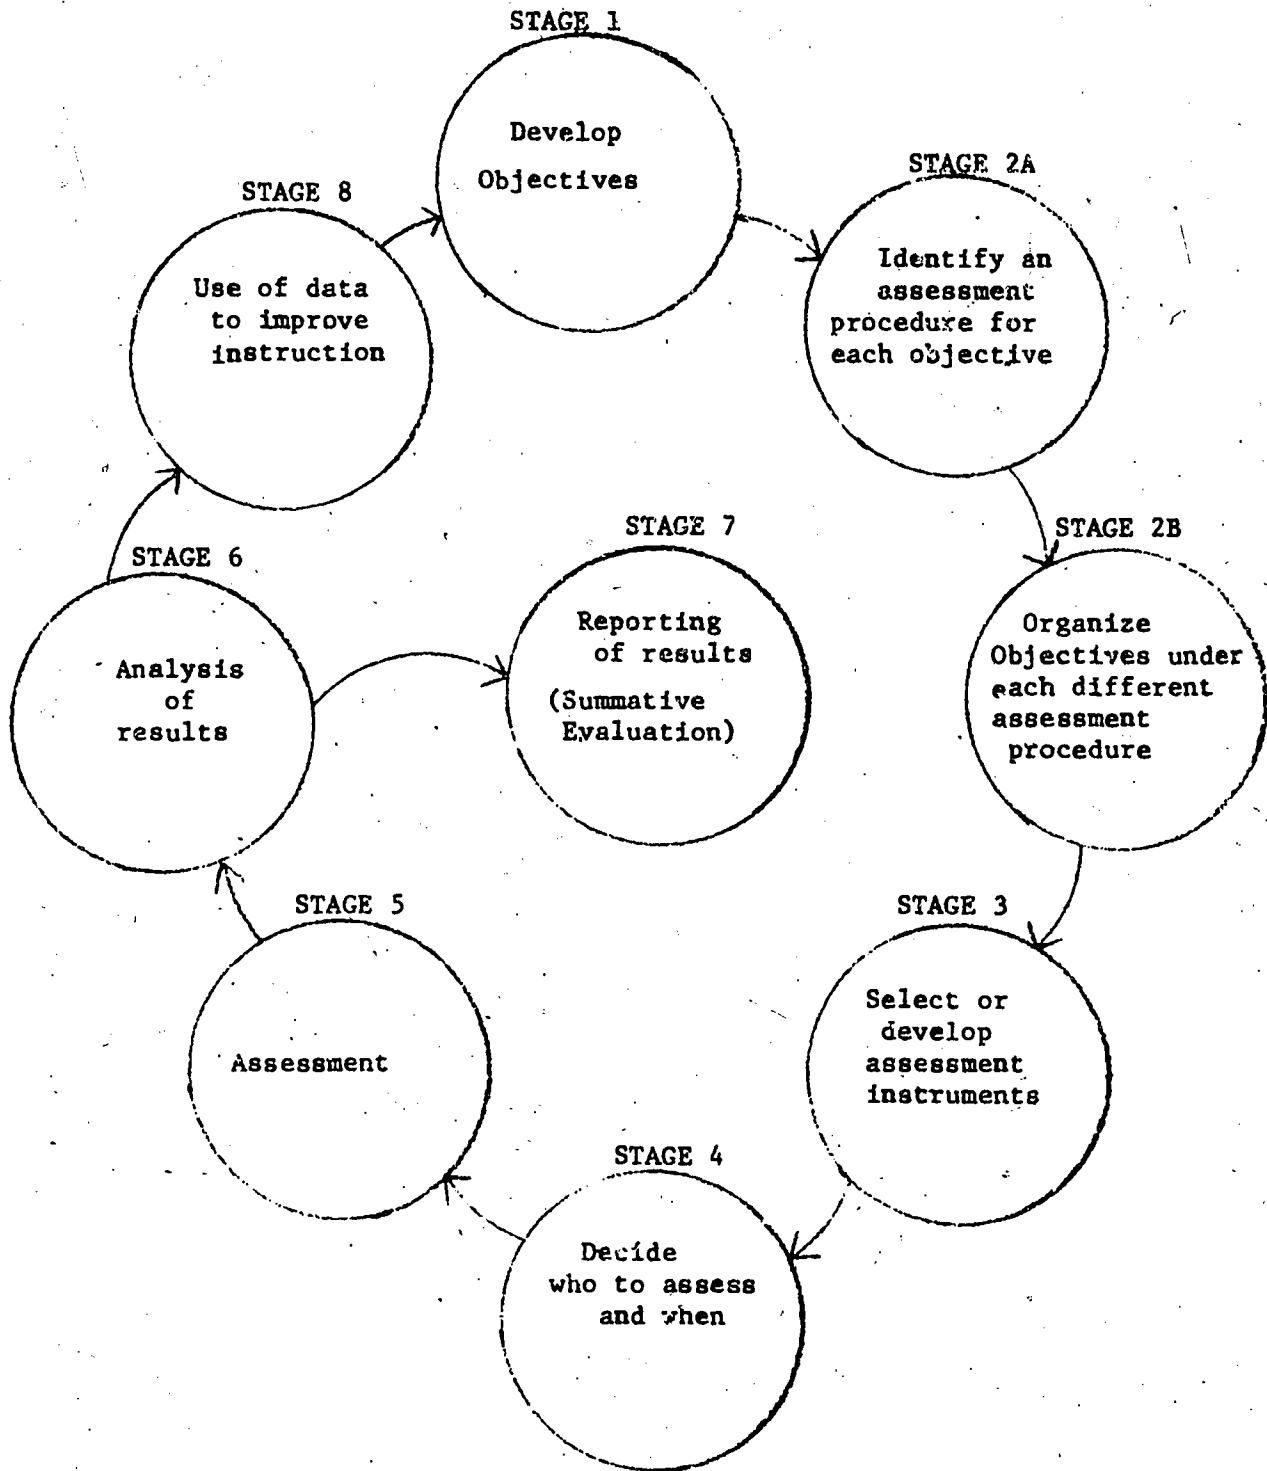 STAGE 1
Develop
Objectives
STAGE 2A
Identify an
assessment
procedure for
each objective
STAGE 2B
Organize
Objectives under
each different
assessment
procedure
STAGE 3
Select or
develop
assessment
instruments
STAGE 4
Decide
who to assess
and when
STAGE 5
Assessment
STAGE 6
Analysis
of
results
STAGE 7
Reporting
of results
(Summative
Evaluation)
STAGE 8
Use of data
to improve
instruction